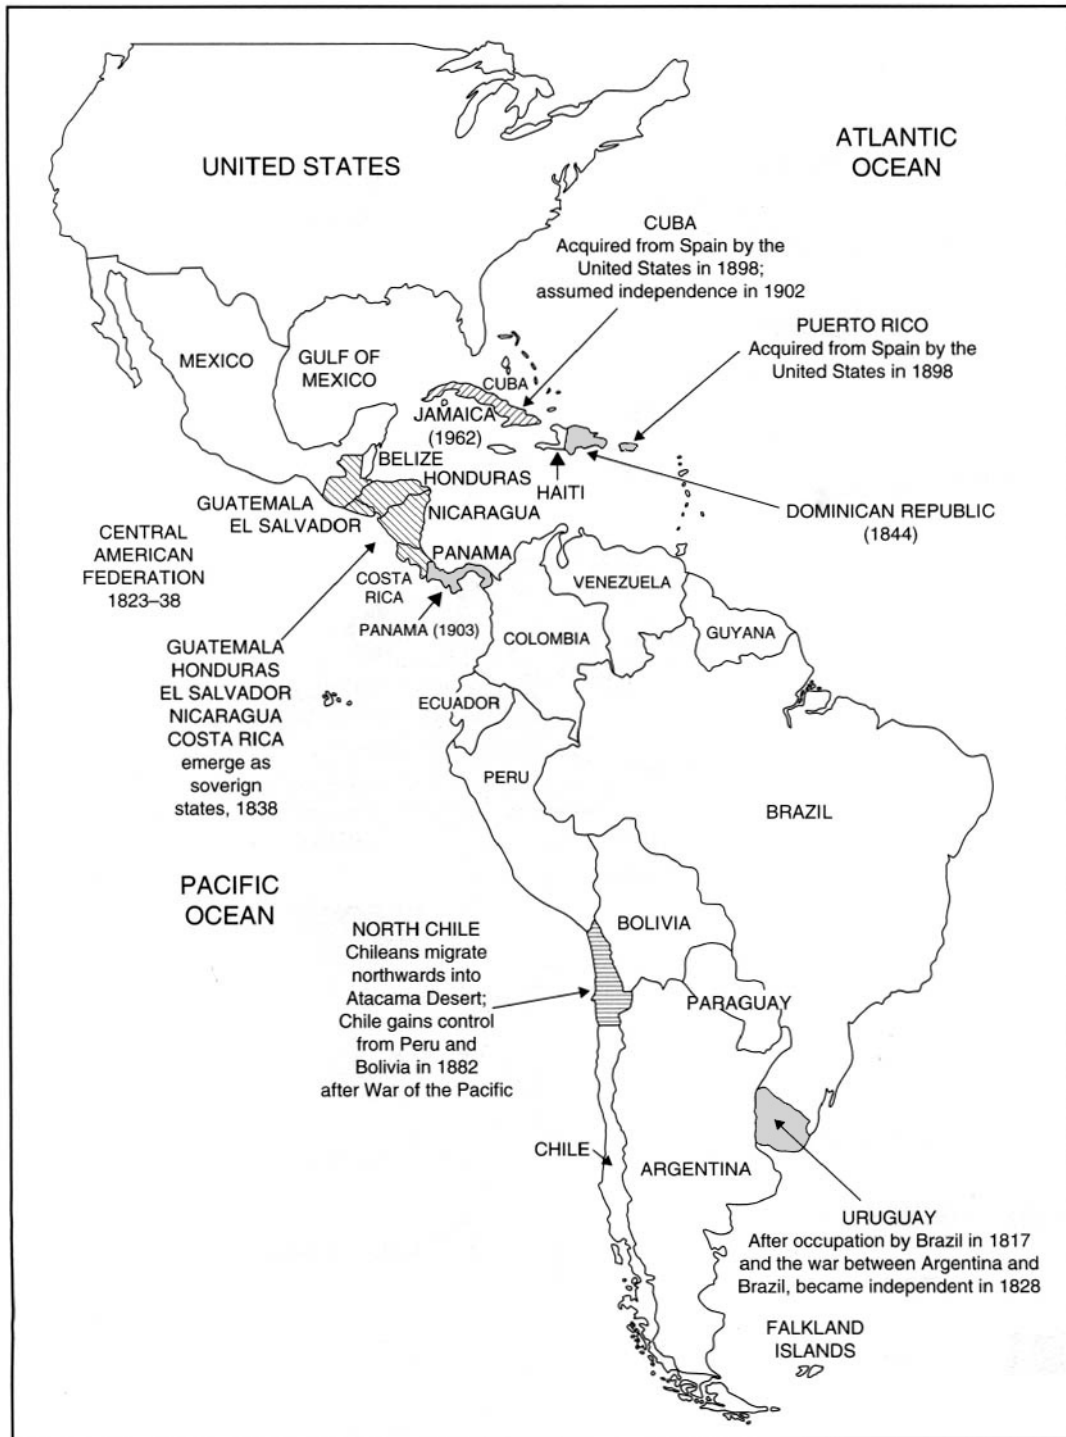 UNITED STATES
ATLANTIC
OCEAN
CUBA
Acquired from Spain by the
United States in 1898;
assumed independence in 1902
PUERTO RICO
Acquired from Spain by the
United States in 1898
MEXICO
GULF OF
MEXICO
CUBA
JAMAICA
(1962)
BELIZE
HONDURAS
HAITI
GUATEMALA
EL SALVADOR
NICARAGUA
DOMINICAN REPUBLIC
(1844)
CENTRAL
AMERICAN
FEDERATION
1823–38
PANAMA
COSTA
RICA
PANAMA (1903)
VENEZUELA
COLOMBIA
GUYANA
GUATEMALA
HONDURAS
EL SALVADOR
NICARAGUA
COSTA RICA
emerge as
soverign
states, 1838
ECUADOR
PERU
BRAZIL
PACIFIC
OCEAN
NORTH CHILE
Chileans migrate
northwards into
Atacama Desert;
Chile gains control
from Peru and
Bolivia in 1882
after War of the Pacific
BOLIVIA
PARAGUAY
CHILE
ARGENTINA
URUGUAY
After occupation by Brazil in 1817
and the war between Argentina and
Brazil, became independent in 1828
FALKLAND
ISLANDS